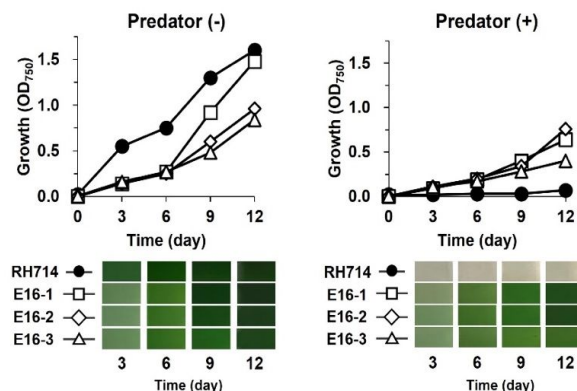 Predator (-)
Growth (OD750)
1.5
1.0
0.5
0.0
0 3 6 9 12
Time (day)
RH714
E16-1
E16-2
E16-3
3 6 9 12
Time (day)
Predator (+)
Growth (OD750)
1.5
1.0
0.5
0.0
0 3 6 9 12
Time (day)
RH714
E16-1
E16-2
E16-3
3 6 9 12
Time (day)